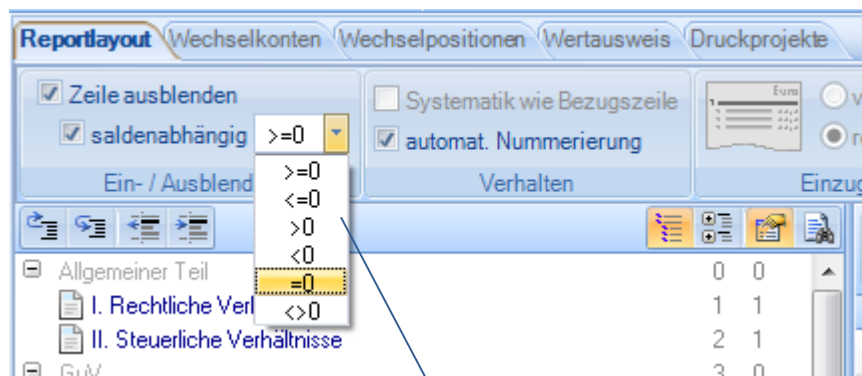 Reportlayout Wechselkonten Wechselpositionen Wertausweis Druckprojekte
Zeile ausblenden
saldenabhängig >=0
Systematik wie Bezugszeile
automat. Nummerierung
Euro
Ein- / Ausblend
Verhalten
Einzug
>=0
<=0
>0
<0
=0
<>0
Allgemeiner Teil 0 0
I. Rechtliche Ver 1 1
II. Steuerliche Verhältnisse 2 1
GuV 3 0